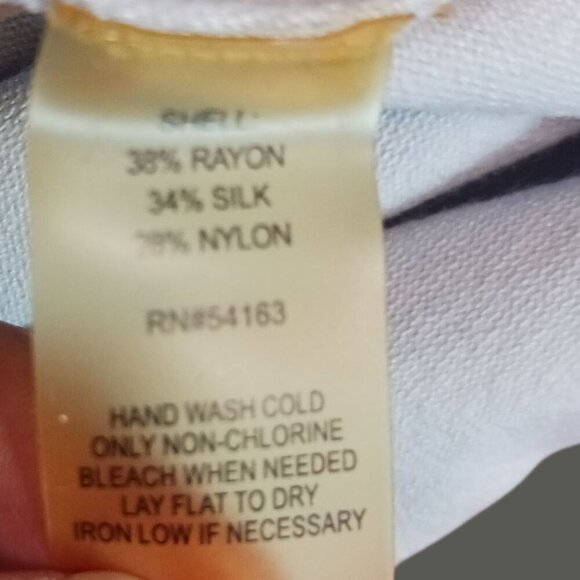 SHELL:
38% RAYON
34% SILK
28% NYLON
RN#54163
HAND WASH COLD
ONLY NON-CHLORINE
BLEACH WHEN NEEDED
LAY FLAT TO DRY
IRON LOW IF NECESSARY